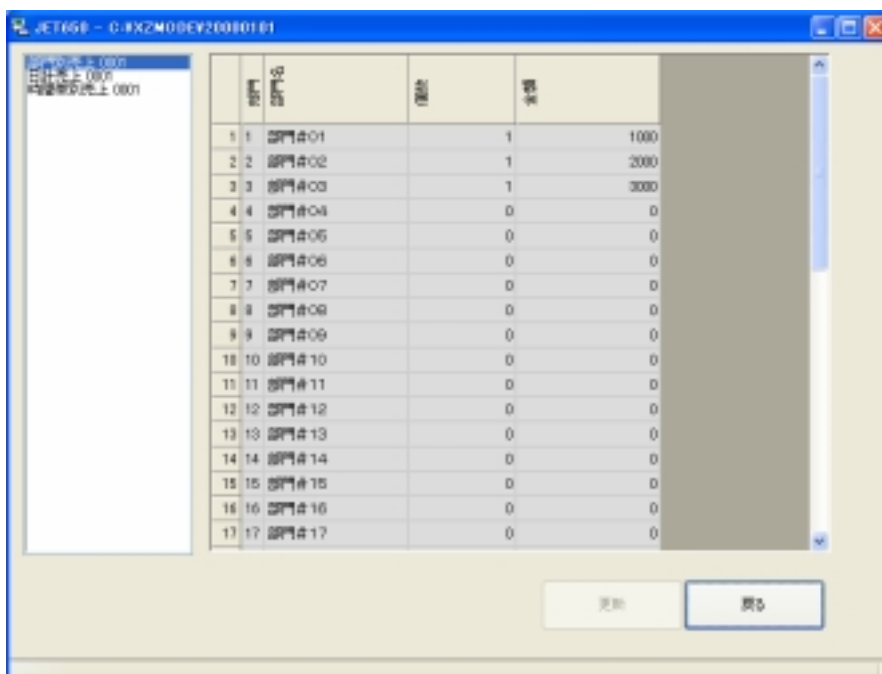 JET650 - C:¥XZMODE¥20000101
部門別売上 0001
日計売上 0001
時間帯別売上 0001
部門 部門名 個数 金額
1 1 部門#01 1 1000
2 2 部門#02 1 2000
3 3 部門#03 1 3000
4 4 部門#04 0 0
5 5 部門#05 0 0
6 6 部門#06 0 0
7 7 部門#07 0 0
8 8 部門#08 0 0
9 9 部門#09 0 0
10 10 部門#10 0 0
11 11 部門#11 0 0
12 12 部門#12 0 0
13 13 部門#13 0 0
14 14 部門#14 0 0
15 15 部門#15 0 0
16 16 部門#16 0 0
17 17 部門#17 0 0
更新 戻る